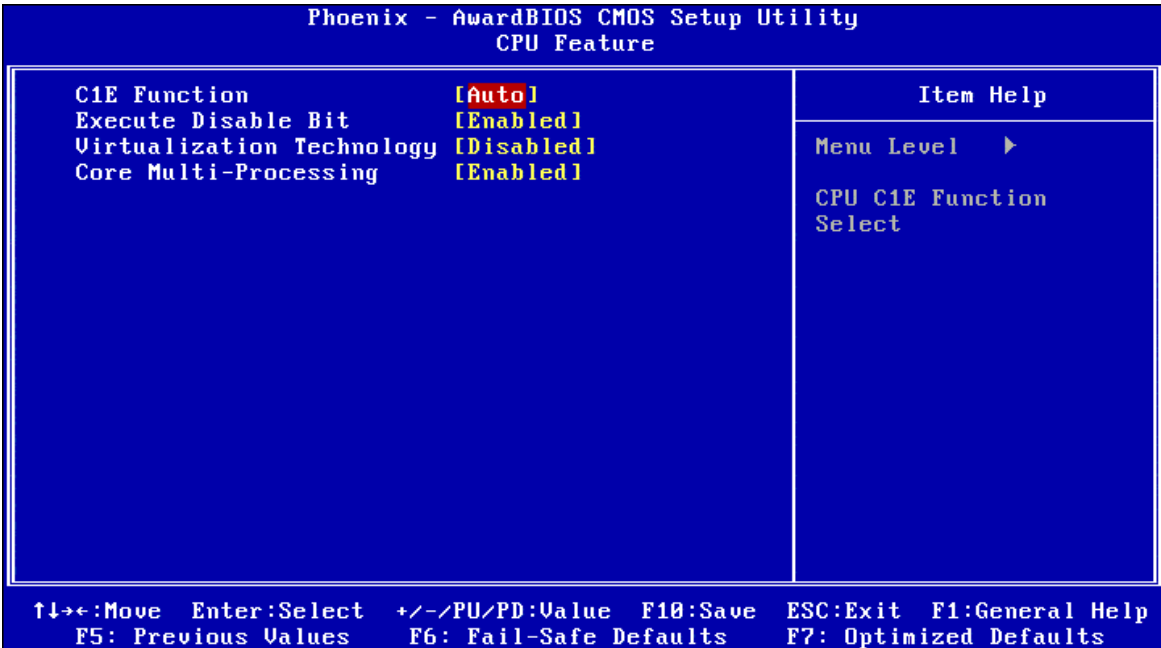 Phoenix - AwardBIOS CMOS Setup Utility
CPU Feature
C1E Function [Auto]
Execute Disable Bit [Enabled]
Virtualization Technology [Disabled]
Core Multi-Processing [Enabled]
Item Help
Menu Level ▶
CPU C1E Function
Select
↑↓→←:Move Enter:Select +/-/PU/PD:Value F10:Save ESC:Exit F1:General Help
F5: Previous Values F6: Fail-Safe Defaults F7: Optimized Defaults